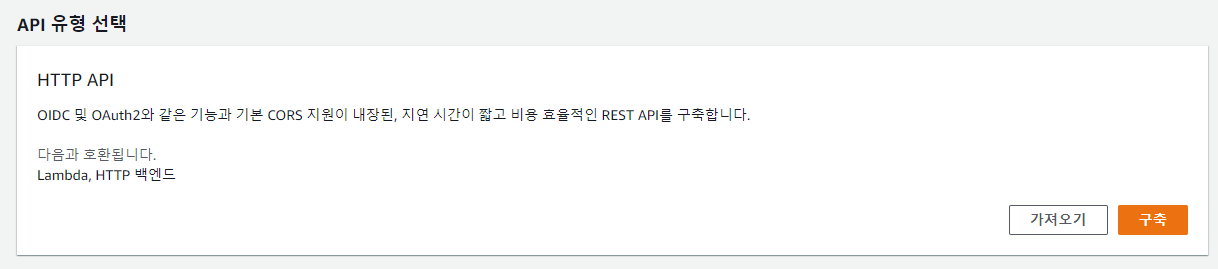 API 유형 선택
HTTP API
OIDC 및 OAuth2와 같은 기능과 기본 CORS 지원이 내장된, 지연 시간이 짧고 비용 효율적인 REST API를 구축합니다.
다음과 호환됩니다.
Lambda, HTTP 백엔드
가져오기 구축